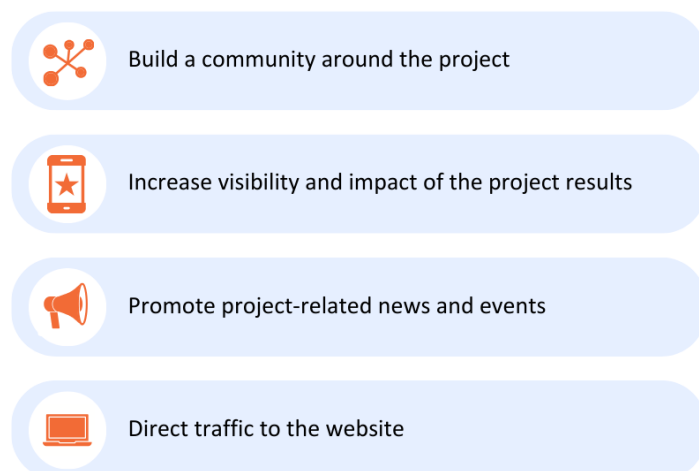 Build a community around the project
Increase visibility and impact of the project results
Promote project-related news and events
Direct traffic to the website